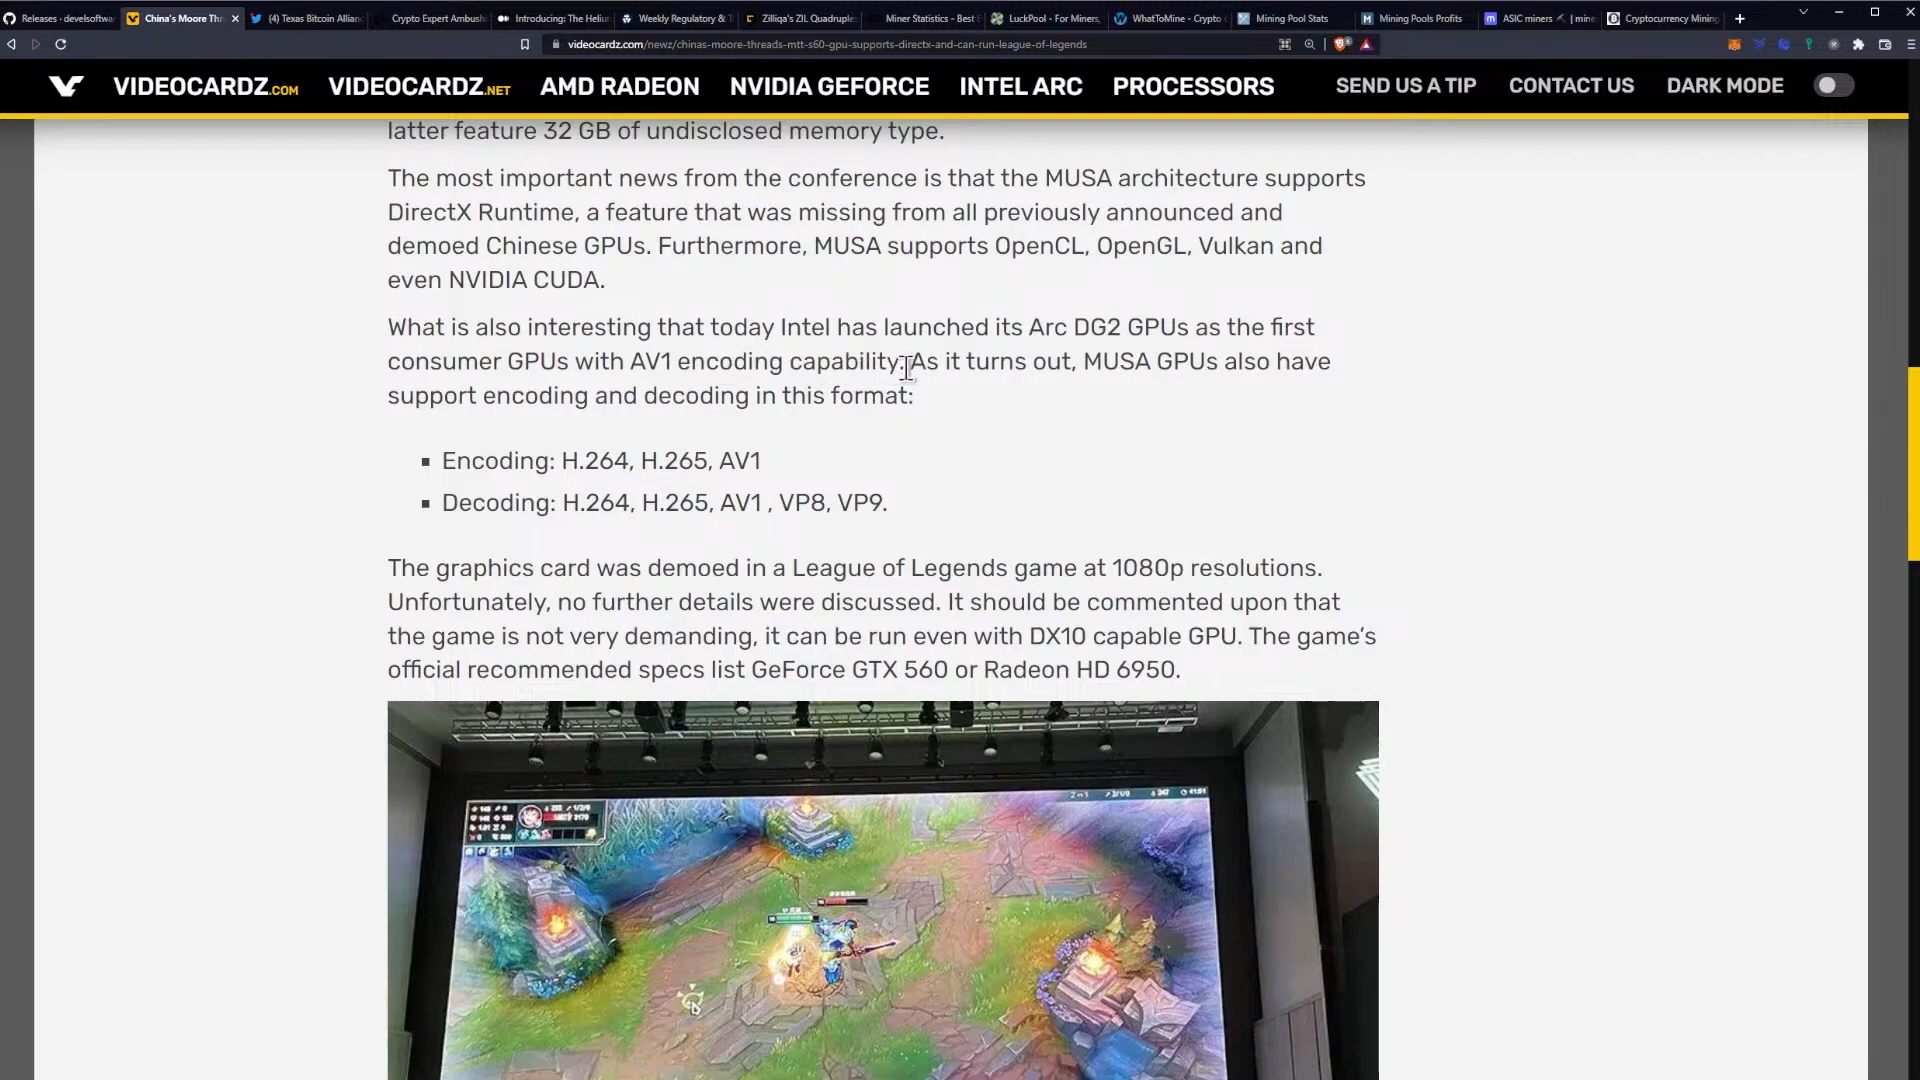 Releases · develsoftwa
China's Moore Thr
(4) Texas Bitcoin Allian
Crypto Expert Ambush
Introducing: The Heliu
Weekly Regulatory & T
Zilliqa's ZIL Quadruple
Miner Statistics - Best E
LuckPool - For Miners,
WhatToMine - Crypto c
Mining Pool Stats
Mining Pools Profits
ASIC miners ⛏ | mine
Cryptocurrency Mining
videocardz.com/newz/chinas-moore-threads-mtt-s60-gpu-supports-directx-and-can-run-league-of-legends
VIDEOCARDZ.COM VIDEOCARDZ.NET AMD RADEON NVIDIA GEFORCE INTEL ARC PROCESSORS SEND US A TIP CONTACT US DARK MODE
latter feature 32 GB of undisclosed memory type.
The most important news from the conference is that the MUSA architecture supports
DirectX Runtime, a feature that was missing from all previously announced and
demoed Chinese GPUs. Furthermore, MUSA supports OpenCL, OpenGL, Vulkan and
even NVIDIA CUDA.
What is also interesting that today Intel has launched its Arc DG2 GPUs as the first
consumer GPUs with AV1 encoding capability. As it turns out, MUSA GPUs also have
support encoding and decoding in this format:
Encoding: H.264, H.265, AV1
Decoding: H.264, H.265, AV1 , VP8, VP9.
The graphics card was demoed in a League of Legends game at 1080p resolutions.
Unfortunately, no further details were discussed. It should be commented upon that
the game is not very demanding, it can be run even with DX10 capable GPU. The game's
official recommended specs list GeForce GTX 560 or Radeon HD 6950.